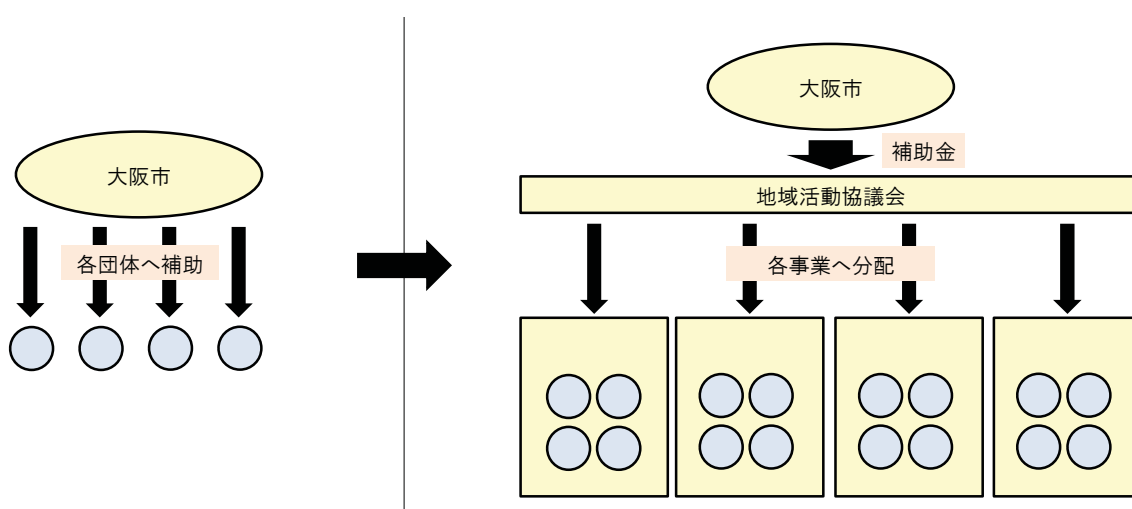 大阪市
各団体へ補助
大阪市
補助金
地域活動協議会
各事業へ分配